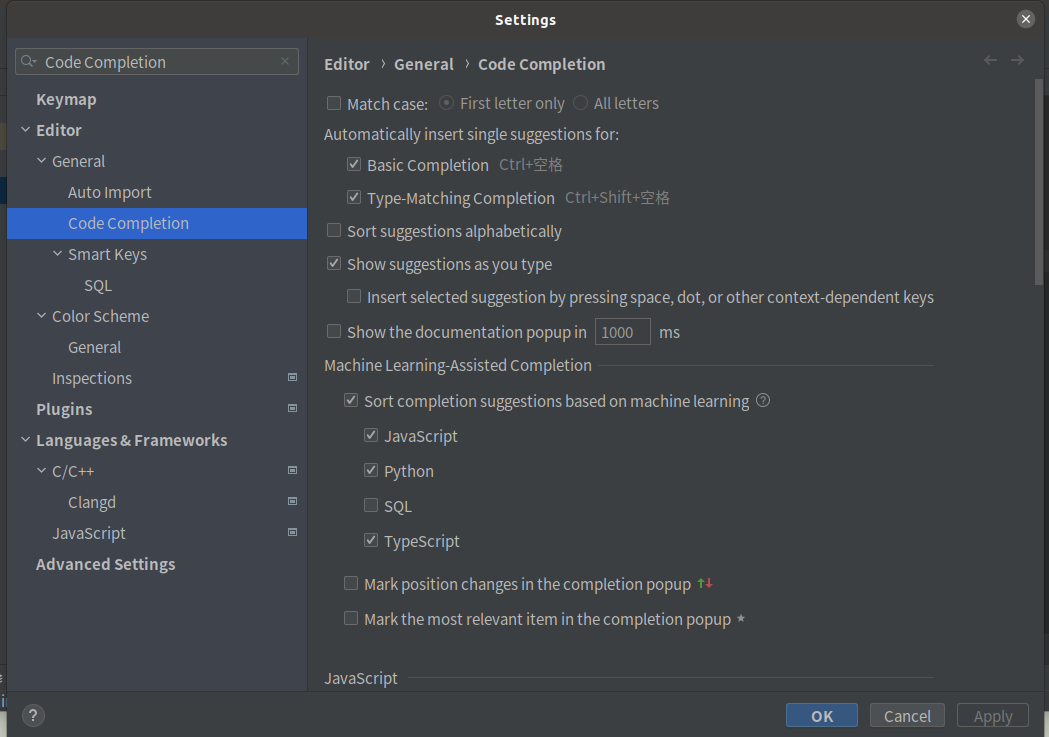 Settings
Code Completion
Keymap
Editor
General
Auto Import
Code Completion
Smart Keys
SQL
Color Scheme
General
Inspections
Plugins
Languages & Frameworks
C/C++
Clangd
JavaScript
Advanced Settings
Editor › General › Code Completion
Match case: First letter only All letters
Automatically insert single suggestions for:
Basic Completion Ctrl+空格
Type-Matching Completion Ctrl+Shift+空格
Sort suggestions alphabetically
Show suggestions as you type
Insert selected suggestion by pressing space, dot, or other context-dependent keys
Show the documentation popup in 1000 ms
Machine Learning-Assisted Completion
Sort completion suggestions based on machine learning ?
JavaScript
Python
SQL
TypeScript
Mark position changes in the completion popup ↑↓
Mark the most relevant item in the completion popup ★
JavaScript
? OK Cancel Apply